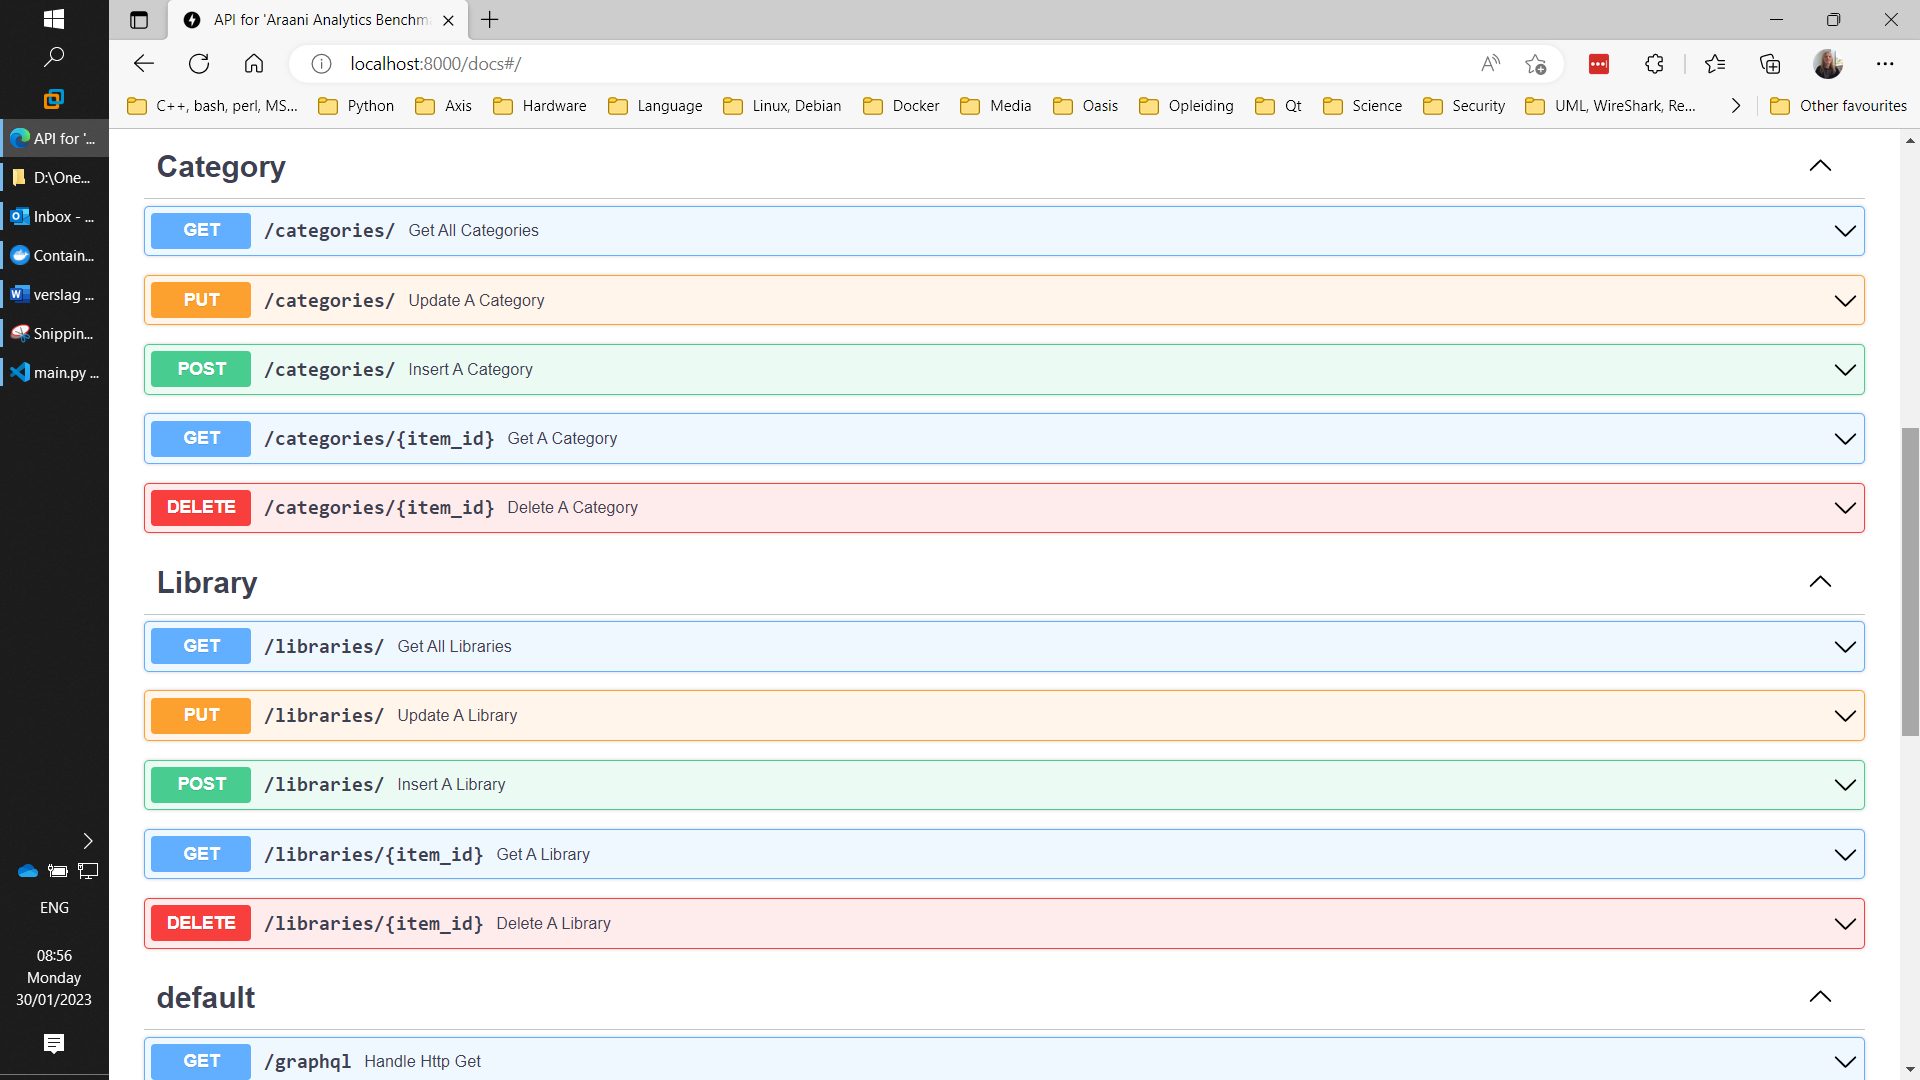 API for 'Araani Analytics Benchm
localhost:8000/docs#/
C++, bash, perl, MS... Python Axis Hardware Language Linux, Debian Docker Media Oasis Opleiding Qt Science Security UML, WireShark, Re... Other favourites
API for '...
D:\One...
Inbox - ...
Contain...
verslag ...
Snippin...
main.py ...
ENG
08:56
Monday
30/01/2023
Category
GET /categories/ Get All Categories
PUT /categories/ Update A Category
POST /categories/ Insert A Category
GET /categories/{item_id} Get A Category
DELETE /categories/{item_id} Delete A Category
Library
GET /libraries/ Get All Libraries
PUT /libraries/ Update A Library
POST /libraries/ Insert A Library
GET /libraries/{item_id} Get A Library
DELETE /libraries/{item_id} Delete A Library
default
GET /graphql Handle Http Get